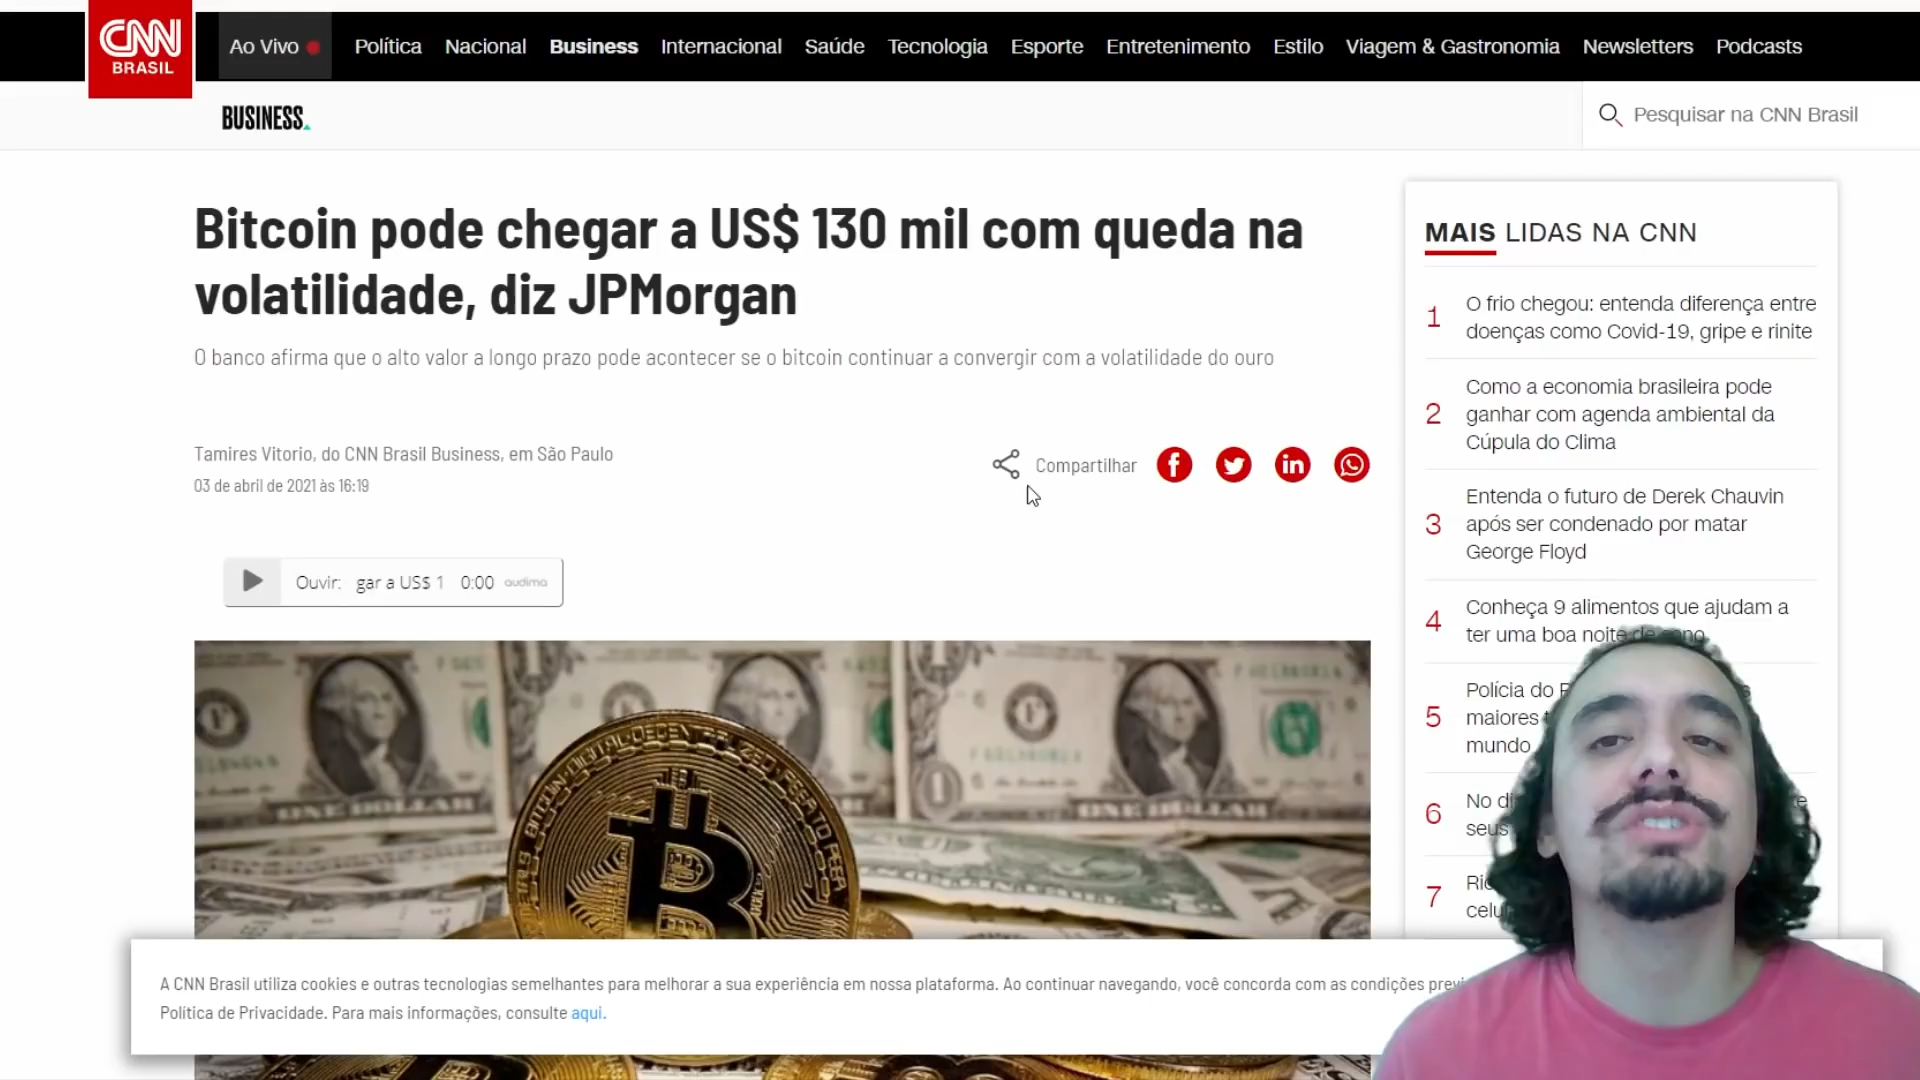 CNN
BRASIL
Ao Vivo
Política
Nacional
Business
Internacional
Saúde
Tecnologia
Esporte
Entretenimento
Estilo
Viagem & Gastronomia
Newsletters
Podcasts
BUSINESS.
Pesquisar na CNN Brasil
Bitcoin pode chegar a US$ 130 mil com queda na
volatilidade, diz JPMorgan
O banco afirma que o alto valor a longo prazo pode acontecer se o bitcoin continuar a convergir com a volatilidade do ouro
Tamires Vitorio, do CNN Brasil Business, em São Paulo
03 de abril de 2021 às 16:19
Compartilhar
Ouvir: gar a US$ 1 0:00 audima
MAIS LIDAS NA CNN
1
O frio chegou: entenda diferença entre
doenças como Covid-19, gripe e rinite
2
Como a economia brasileira pode
ganhar com agenda ambiental da
Cúpula do Clima
3
Entenda o futuro de Derek Chauvin
após ser condenado por matar
George Floyd
4
Conheça 9 alimentos que ajudam a
ter uma boa noite de
5
Polícia do
maiores
mundo
6
No
seus
7
ONE DOLLAR
ONE DOLLAR
A CNN Brasil utiliza cookies e outras tecnologias semelhantes para melhorar a sua experiência em nossa plataforma. Ao continuar navegando, você concorda com as condições
Política de Privacidade. Para mais informações, consulte aqui.